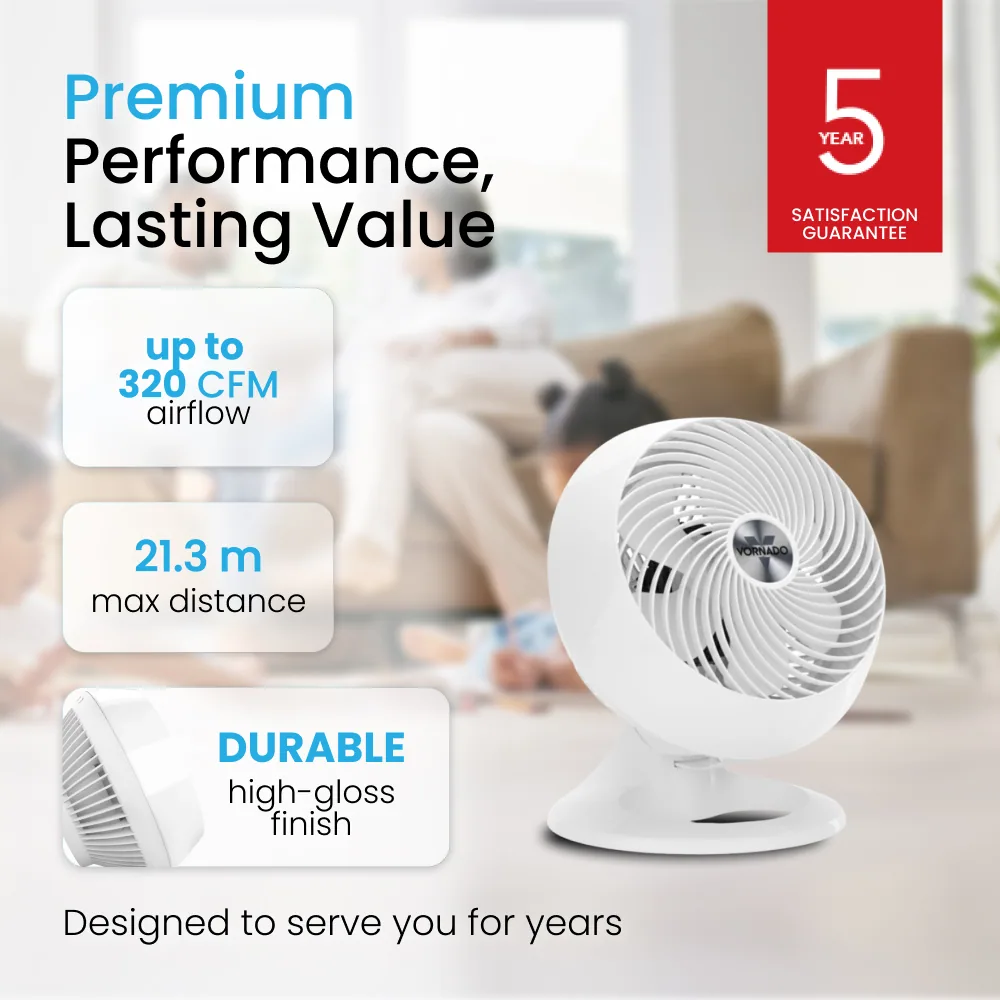 Premium
Performance,
Lasting Value
5
YEAR
SATISFACTION
GUARANTEE
up to
320 CFM
airflow
21.3 m
max distance
VORNADO
DURABLE
high-gloss
finish
Designed to serve you for years